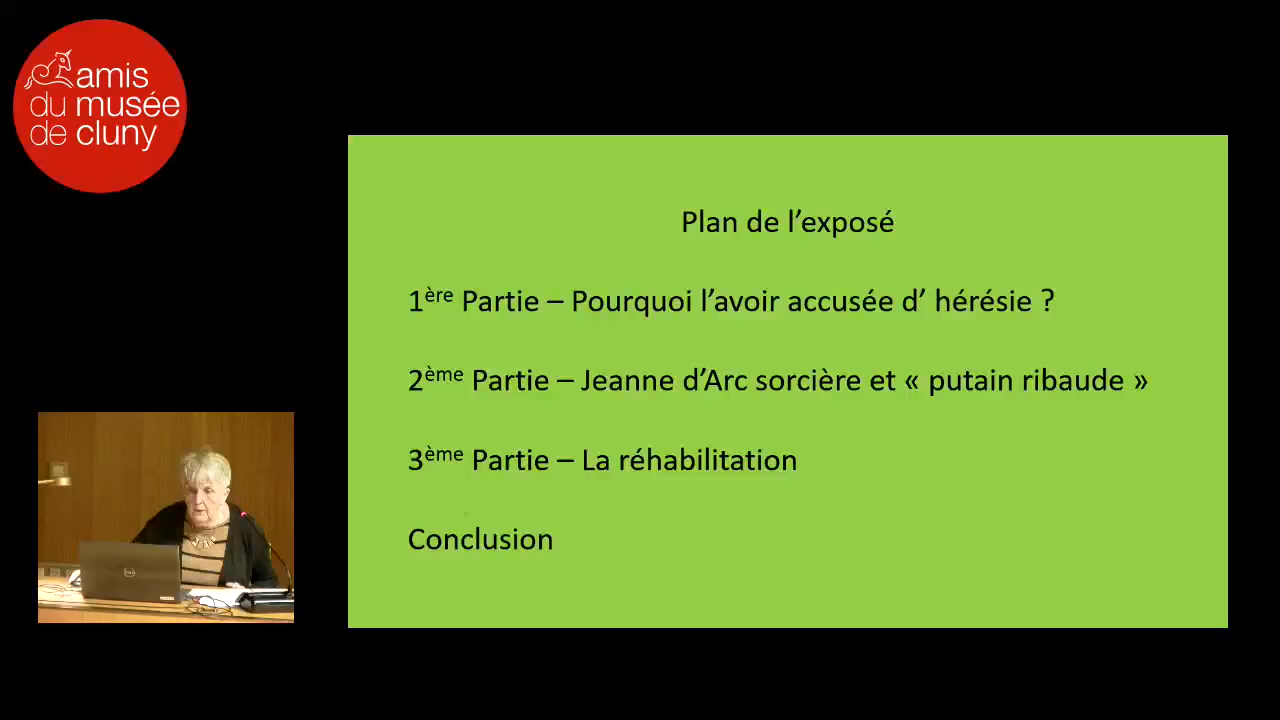 amis
du musée
de cluny
Plan de l’exposé
1ère Partie – Pourquoi l’avoir accusée d’ hérésie ?
2ème Partie – Jeanne d’Arc sorcière et « putain ribaude »
3ème Partie – La réhabilitation
Conclusion